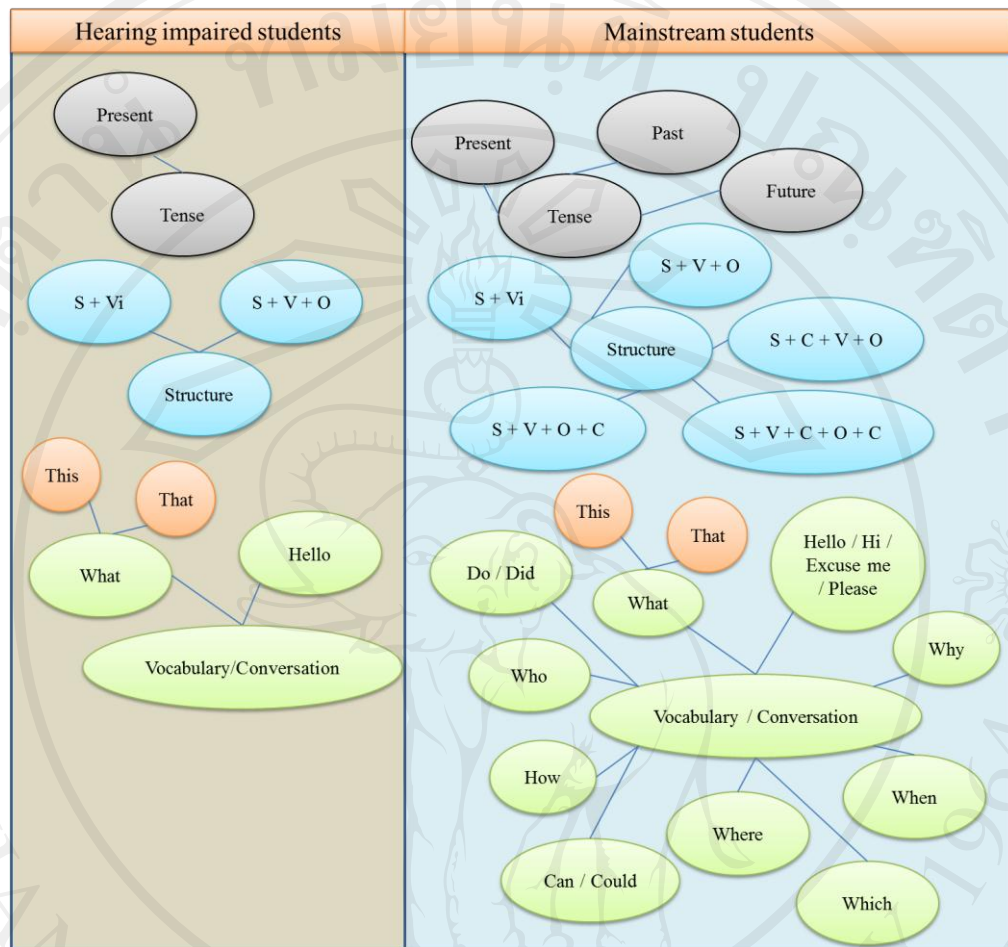 Hearing impaired students
Mainstream students
Present
Tense
S + Vi
S + V + O
Structure
This
That
What
Hello
Vocabulary/Conversation
Present
Past
Tense
Future
S + V + O
S + Vi
Structure
S + C + V + O
S + V + O + C
S + V + C + O + C
This
That
Do / Did
What
Hello / Hi /
Excuse me
/ Please
Who
Why
Vocabulary / Conversation
How
When
Where
Can / Could
Which